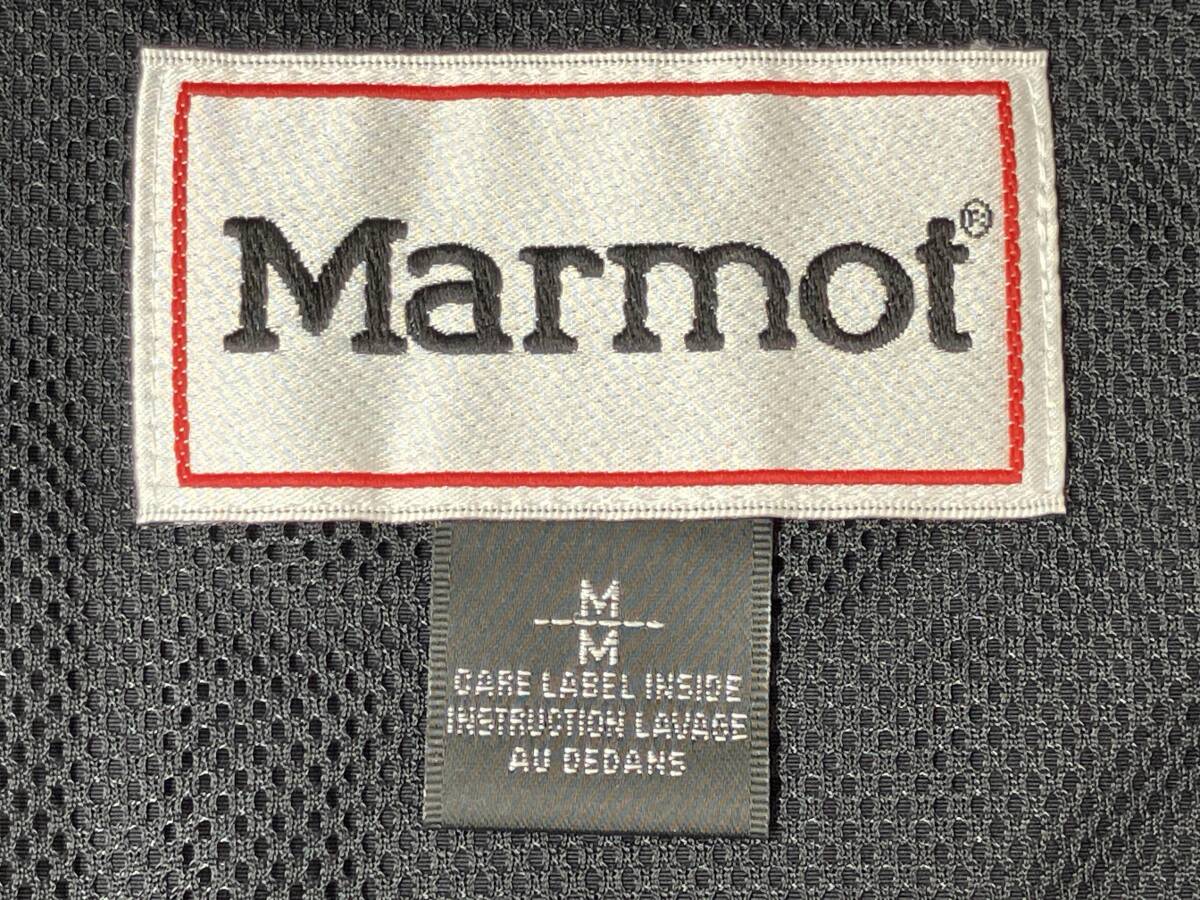 Marmot®
M
M
CARE LABEL INSIDE
INSTRUCTION LAVAGE
AU DEDANS